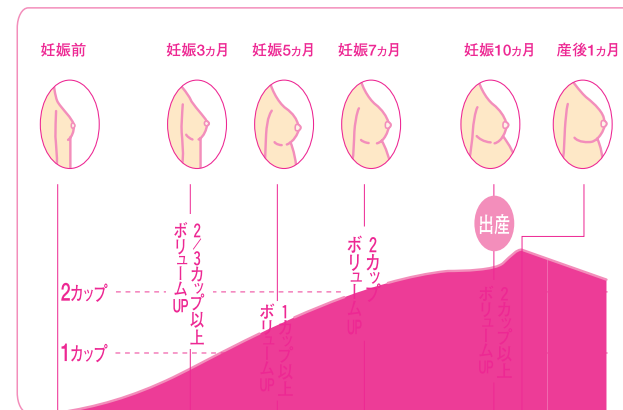 妊娠前
妊娠3ヵ月
妊娠5ヵ月
妊娠7ヵ月
妊娠10ヵ月
産後1ヵ月
出産
2/3カップ以上
ボリュームUP
1カップ以上
ボリュームUP
2カップ
ボリュームUP
2カップ以上
ボリュームUP
2カップ
1カップ